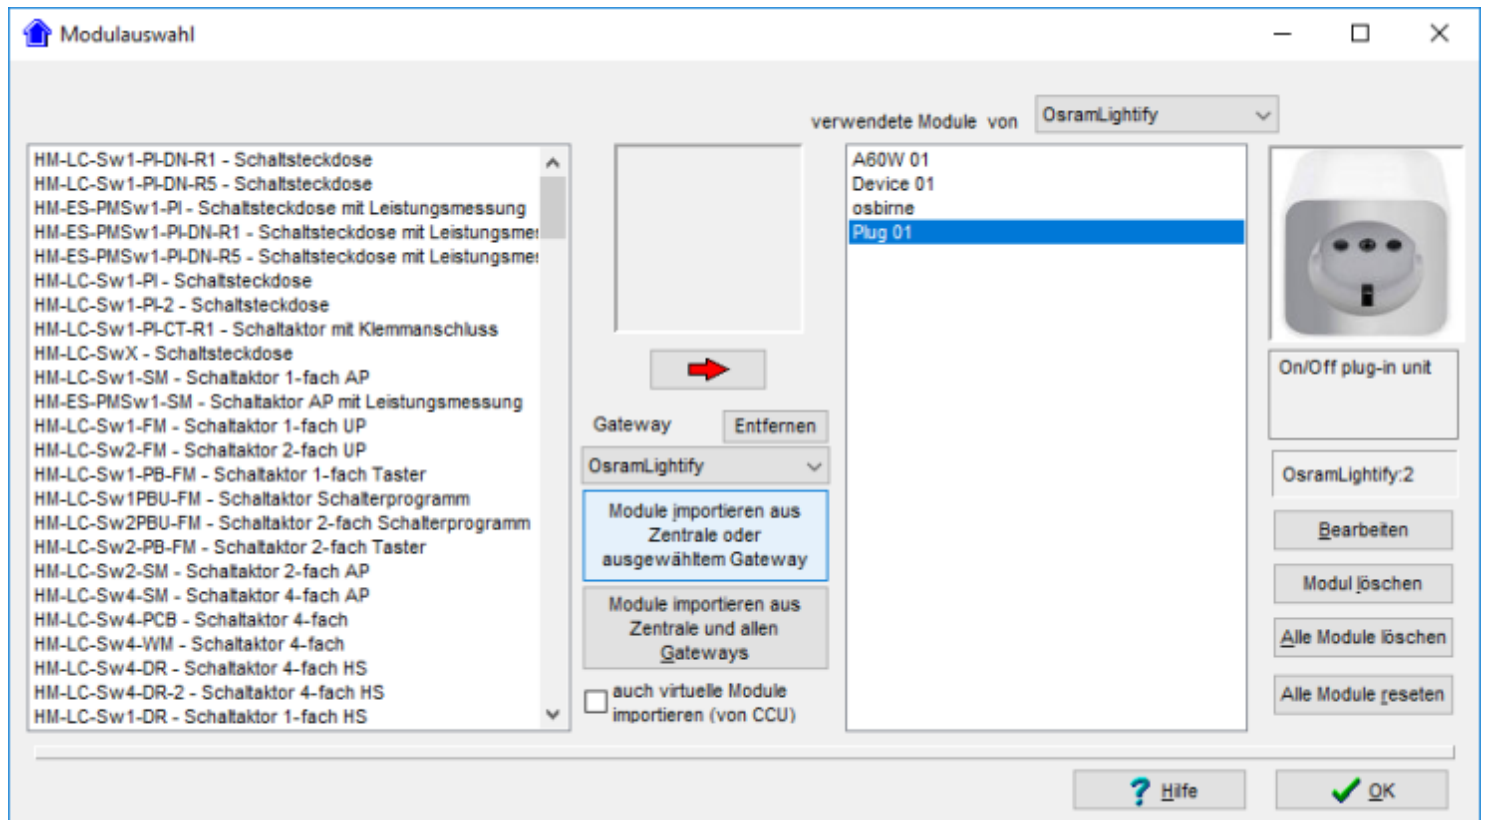 Modulauswahl
verwendete Module von
OsramLightify
HM-LC-Sw1-Pl-DN-R1 - Schaltsteckdose
HM-LC-Sw1-Pl-DN-R5 - Schaltsteckdose
HM-ES-PMSw1-Pl - Schaltsteckdose mit Leistungsmessung
HM-ES-PMSw1-Pl-DN-R1 - Schaltsteckdose mit Leistungsmes
HM-ES-PMSw1-Pl-DN-R5 - Schaltsteckdose mit Leistungsmes
HM-LC-Sw1-Pl - Schaltsteckdose
HM-LC-Sw1-Pl-2 - Schaltsteckdose
HM-LC-Sw1-Pl-CT-R1 - Schaltaktor mit Klemmanschluss
HM-LC-SwX - Schaltsteckdose
HM-LC-Sw1-SM - Schaltaktor 1-fach AP
HM-ES-PMSw1-SM - Schaltaktor AP mit Leistungsmessung
HM-LC-Sw1-FM - Schaltaktor 1-fach UP
HM-LC-Sw2-FM - Schaltaktor 2-fach UP
HM-LC-Sw1-PB-FM - Schaltaktor 1-fach Taster
HM-LC-Sw1PBU-FM - Schaltaktor Schalterprogramm
HM-LC-Sw2PBU-FM - Schaltaktor 2-fach Schalterprogramm
HM-LC-Sw2-PB-FM - Schaltaktor 2-fach Taster
HM-LC-Sw2-SM - Schaltaktor 2-fach AP
HM-LC-Sw4-SM - Schaltaktor 4-fach AP
HM-LC-Sw4-PCB - Schaltaktor 4-fach
HM-LC-Sw4-WM - Schaltaktor 4-fach
HM-LC-Sw4-DR - Schaltaktor 4-fach HS
HM-LC-Sw4-DR-2 - Schaltaktor 4-fach HS
HM-LC-Sw1-DR - Schaltaktor 1-fach HS
Gateway
Entfernen
OsramLightify
Module importieren aus
Zentrale oder
ausgewähltem Gateway
Module importieren aus
Zentrale und allen
Gateways
auch virtuelle Module
importieren (von CCU)
A60W 01
Device 01
osbirne
Plug 01
On/Off plug-in unit
OsramLightify:2
Bearbeiten
Modul löschen
Alle Module löschen
Alle Module reseten
Hilfe
OK